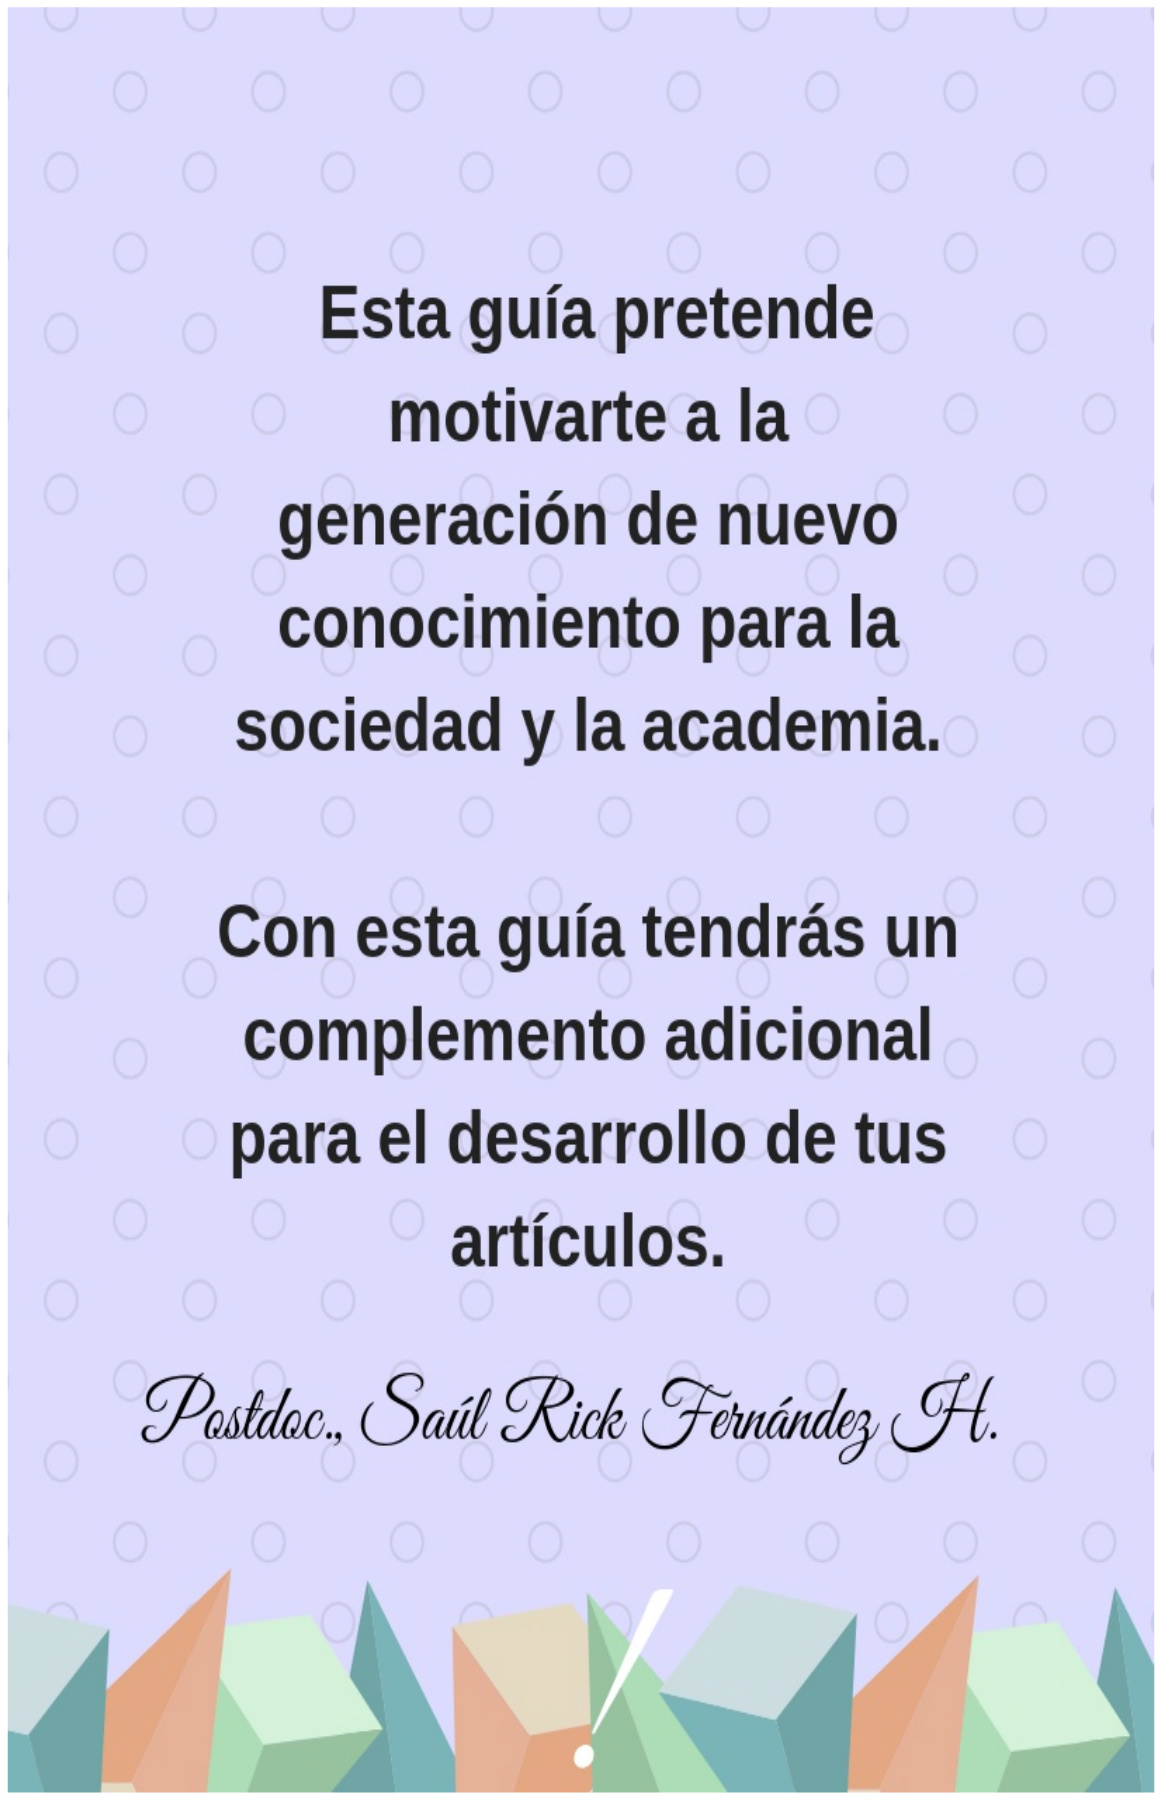 Esta guía pretende
motivarte a la
generación de nuevo
conocimiento para la
sociedad y la academia.
Con esta guía tendrás un
complemento adicional
para el desarrollo de tus
artículos.
Postdoc., Saúl Rick Fernández H.
!